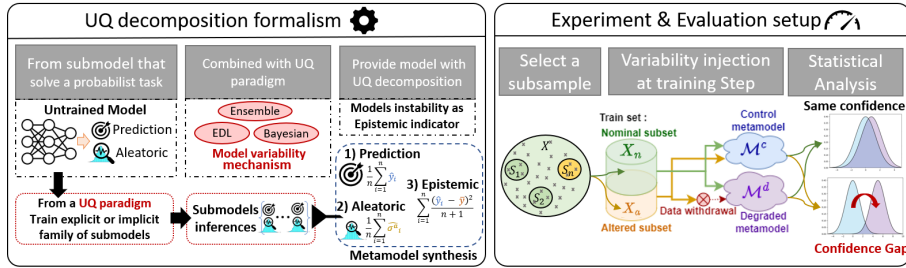 UQ decomposition formalism
From submodel that
solve a probabilist task
Combined with UQ
paradigm
Provide model with
UQ decomposition
Untrained Model
Prediction
Aleatoric
Ensemble
EDL
Bayesian
Model variability
mechanism
Models instability as
Epistemic indicator
From a UQ paradigm
Train explicit or implicit
family of submodels
Submodels
inferences
1) Prediction
2) Aleatoric
3) Epistemic
Metamodel synthesis
Experiment & Evaluation setup
Select a
subsample
Variability injection
at training Step
Statistical
Analysis
Train set :
Nominal subset
X_n
X_a
Altered subset
Data withdrawal
Control
metamodel
M^c
M^d
Degraded
metamodel
Same confidence
Confidence Gap